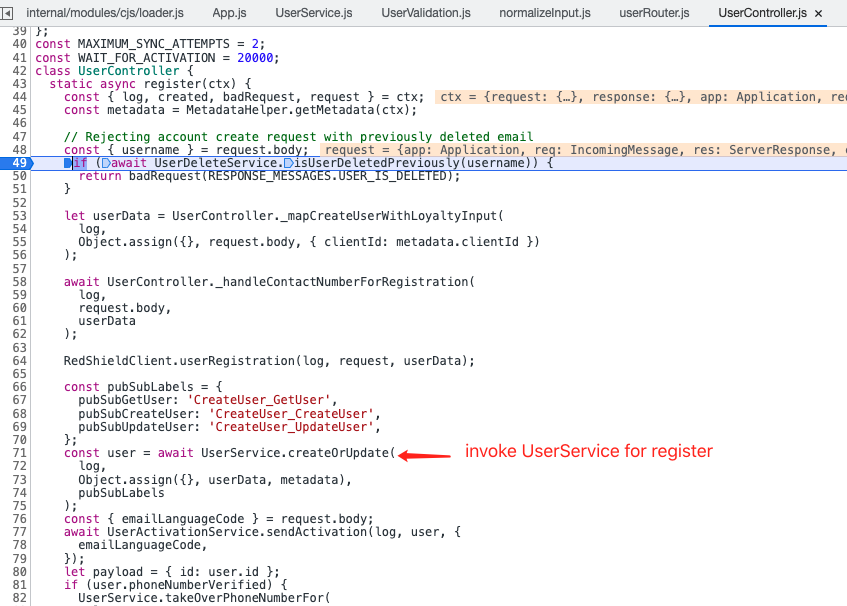 internal/modules/cjs/loader.js App.js UserService.js UserValidation.js normalizeInput.js userRouter.js UserController.js ×
39 };
40 const MAXIMUM_SYNC_ATTEMPTS = 2;
41 const WAIT_FOR_ACTIVATION = 20000;
42 class UserController {
43   static async register(ctx) {
44     const { log, created, badRequest, request } = ctx;  ctx = {request: {…}, response: {…}, app: Application, re
45     const metadata = MetadataHelper.getMetadata(ctx);
46
47     // Rejecting account create request with previously deleted email
48     const { username } = request.body;  request = {app: Application, req: IncomingMessage, res: ServerResponse,
49     if (await UserDeleteService.isUserDeletedPreviously(username)) {
50       return badRequest(RESPONSE_MESSAGES.USER_IS_DELETED);
51     }
52
53     let userData = UserController._mapCreateUserWithLoyaltyInput(
54       log,
55       Object.assign({}, request.body, { clientId: metadata.clientId })
56     );
57
58     await UserController._handleContactNumberForRegistration(
59       log,
60       request.body,
61       userData
62     );
63
64     RedShieldClient.userRegistration(log, request, userData);
65
66     const pubSubLabels = {
67       pubSubGetUser: 'CreateUser_GetUser',
68       pubSubCreateUser: 'CreateUser_CreateUser',
69       pubSubUpdateUser: 'CreateUser_UpdateUser',
70     };
71     const user = await UserService.createOrUpdate( invoke UserService for register
72       log,
73       Object.assign({}, userData, metadata),
74       pubSubLabels
75     );
76     const { emailLanguageCode } = request.body;
77     await UserActivationService.sendActivation(log, user, {
78       emailLanguageCode,
79     });
80     let payload = { id: user.id };
81     if (user.phoneNumberVerified) {
82       UserService.takeOverPhoneNumberFor(